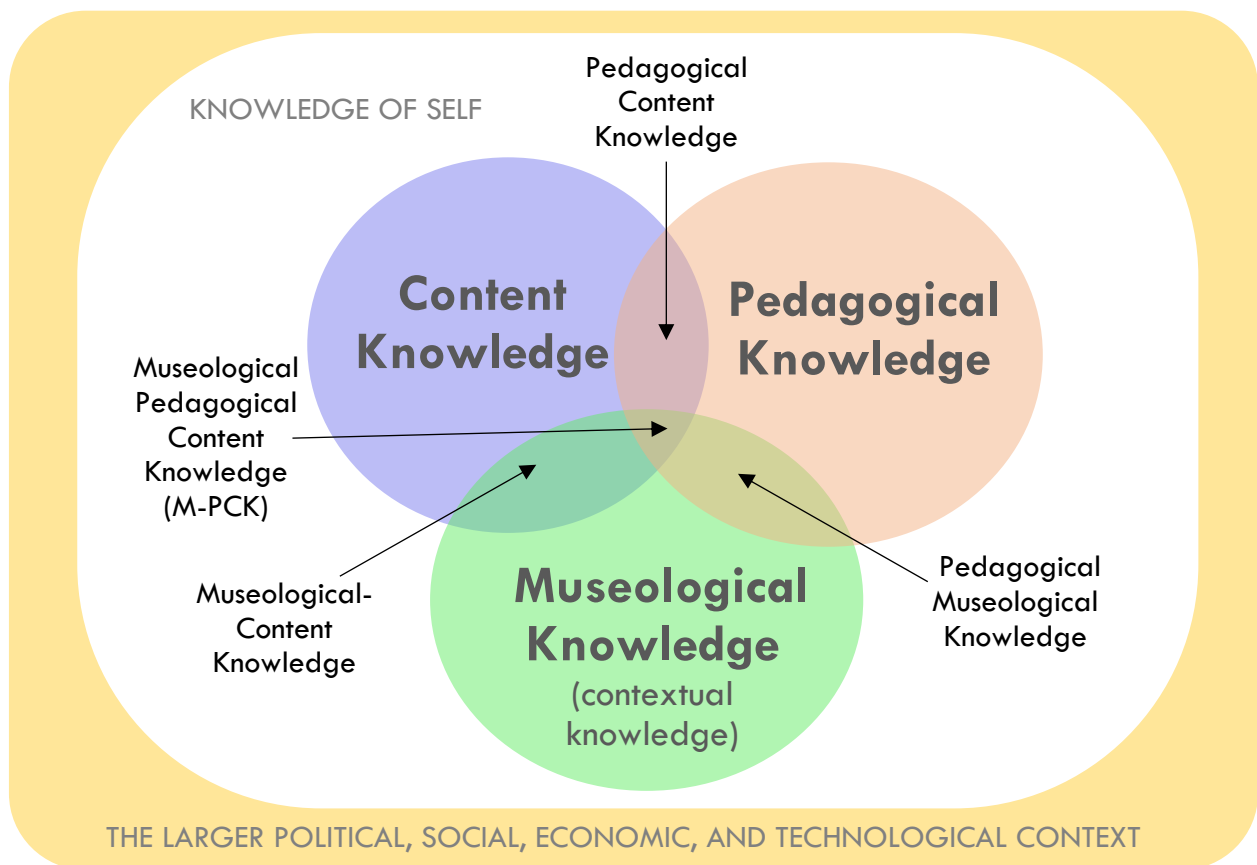 Pedagogical
Content
Knowledge
KNOWLEDGE OF SELF
Content
Knowledge
Pedagogical
Knowledge
Museological
Pedagogical
Content
Knowledge
(M-PCK)
Museological-
Content
Knowledge
Museological
Knowledge
(contextual
knowledge)
Pedagogical
Museological
Knowledge
THE LARGER POLITICAL, SOCIAL, ECONOMIC, AND TECHNOLOGICAL CONTEXT